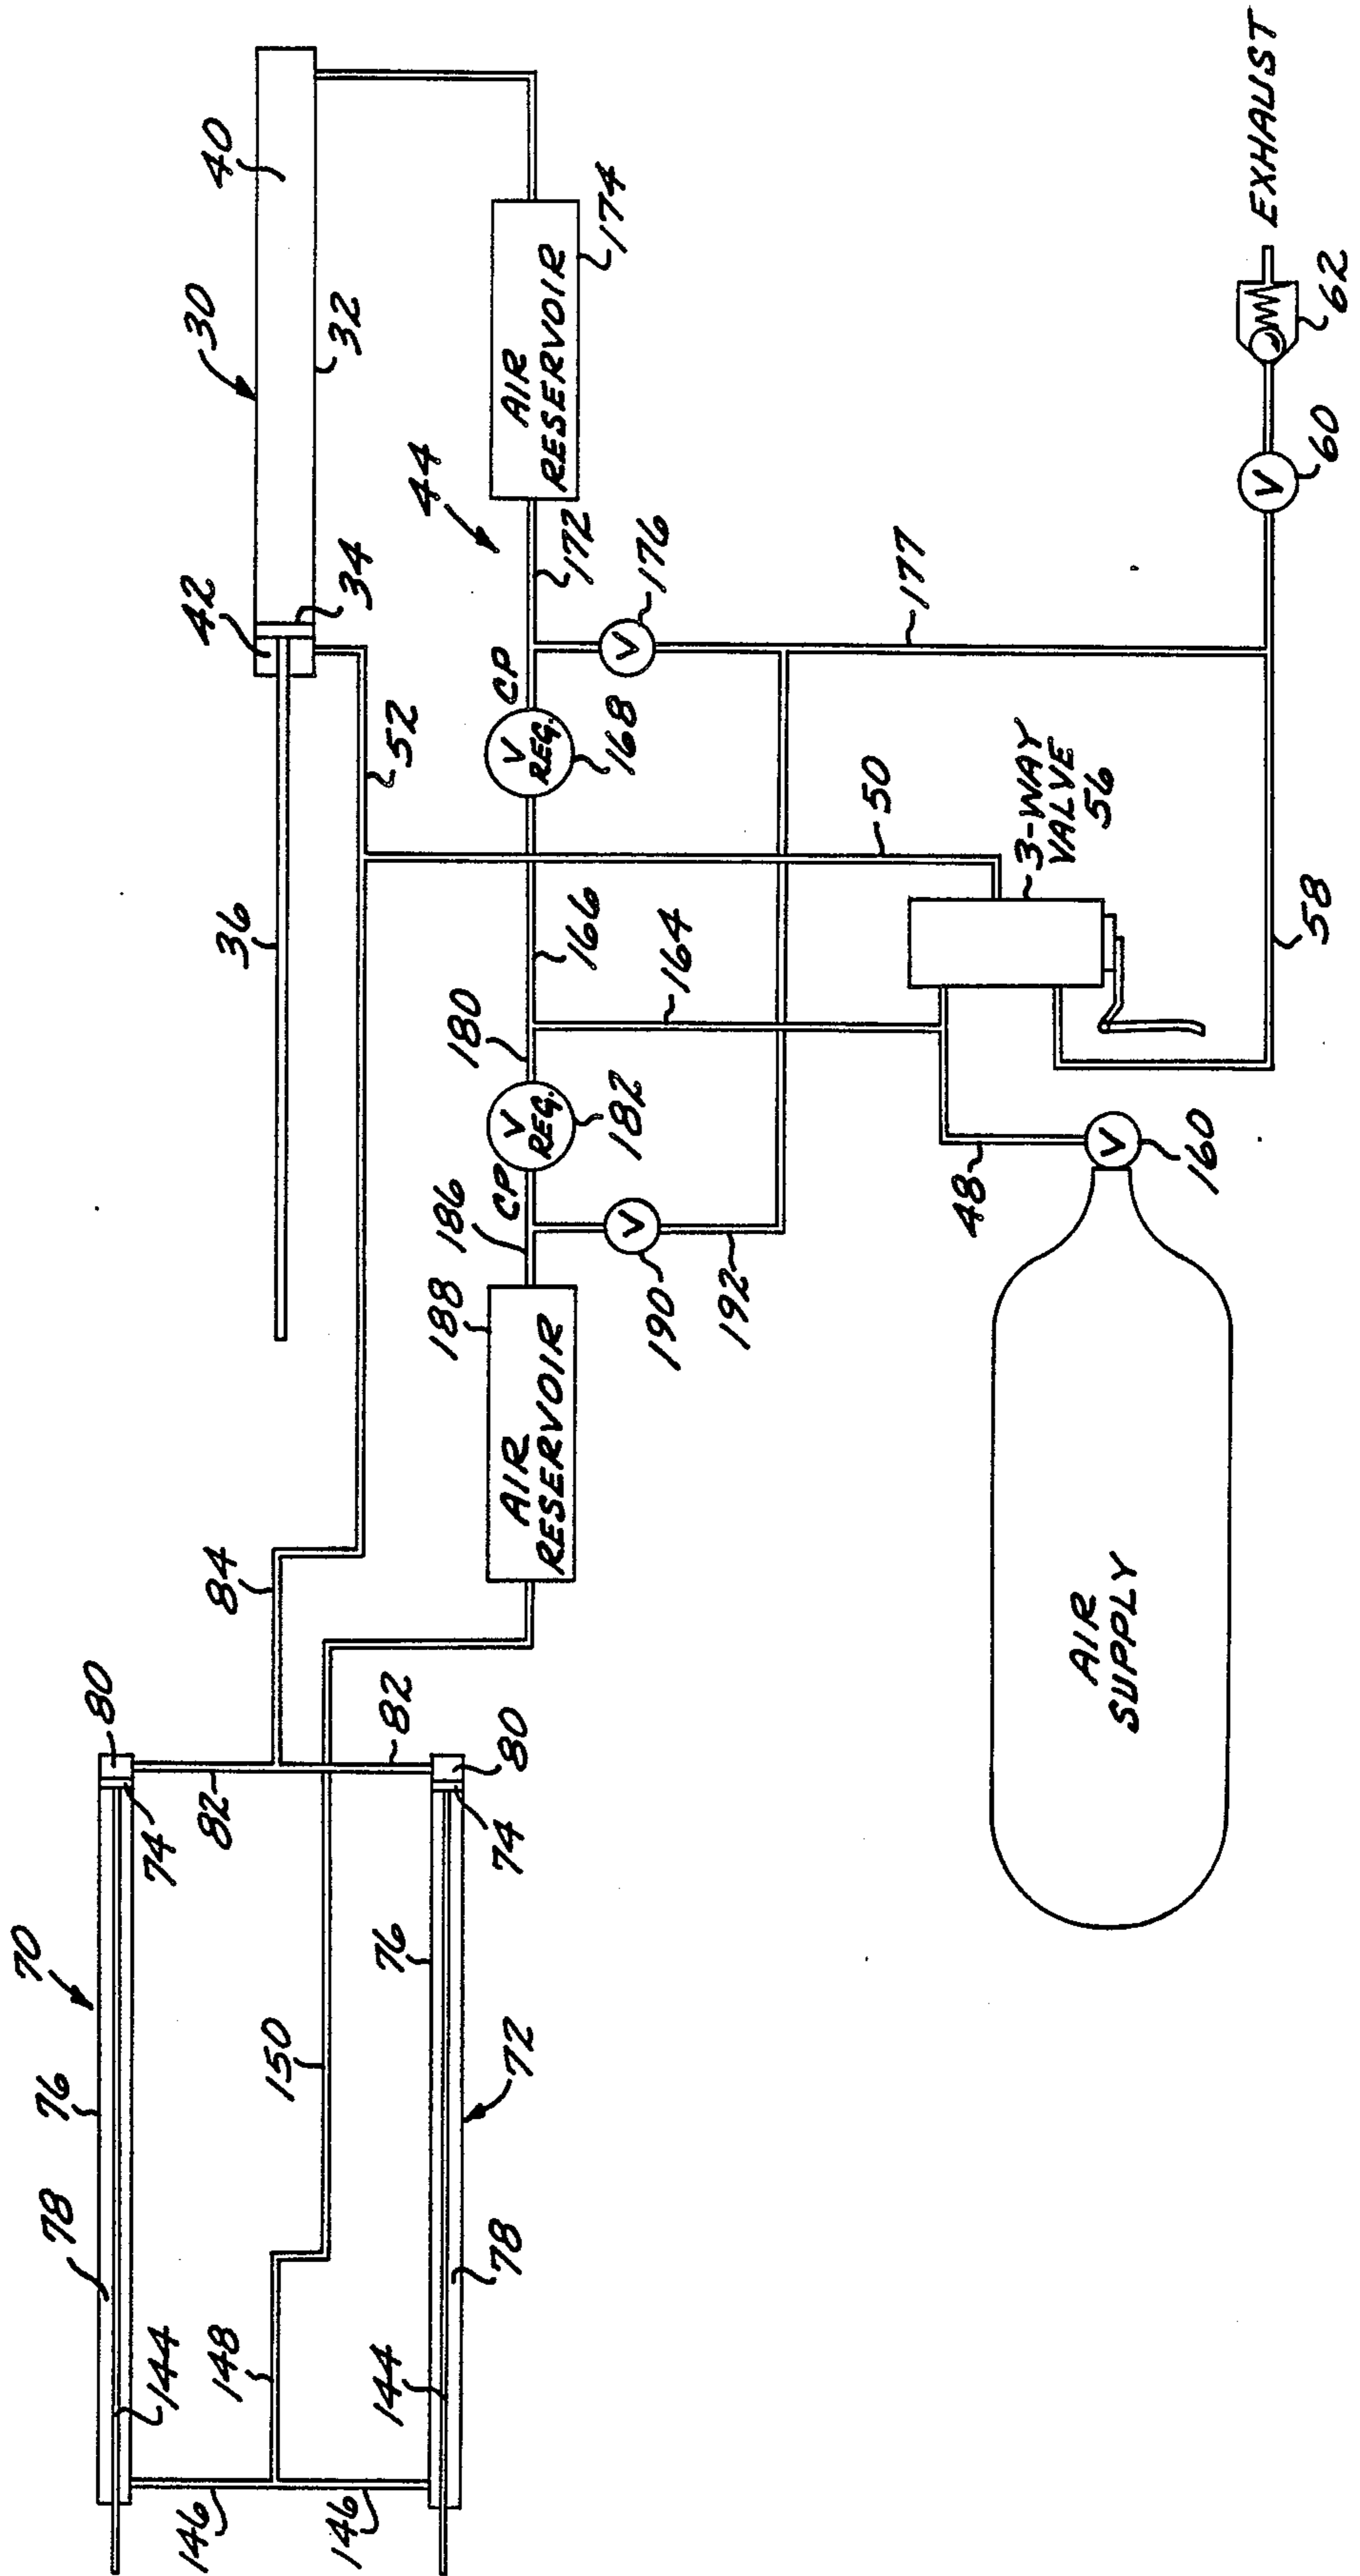 70
76
78
144
146
146
148
144
150
78
76
72
74
82
80
82
74
80
84
36
52
42
34
30
32
40
188
AIR
RESERVOIR
186
CP
V
REG.
182
180
166
164
190
V
192
V
REG.
168
CP
44
172
V
176
177
AIR
RESERVOIR
174
50
3-WAY
VALVE
56
48
V
160
AIR
SUPPLY
58
V
60
62
EXHAUST